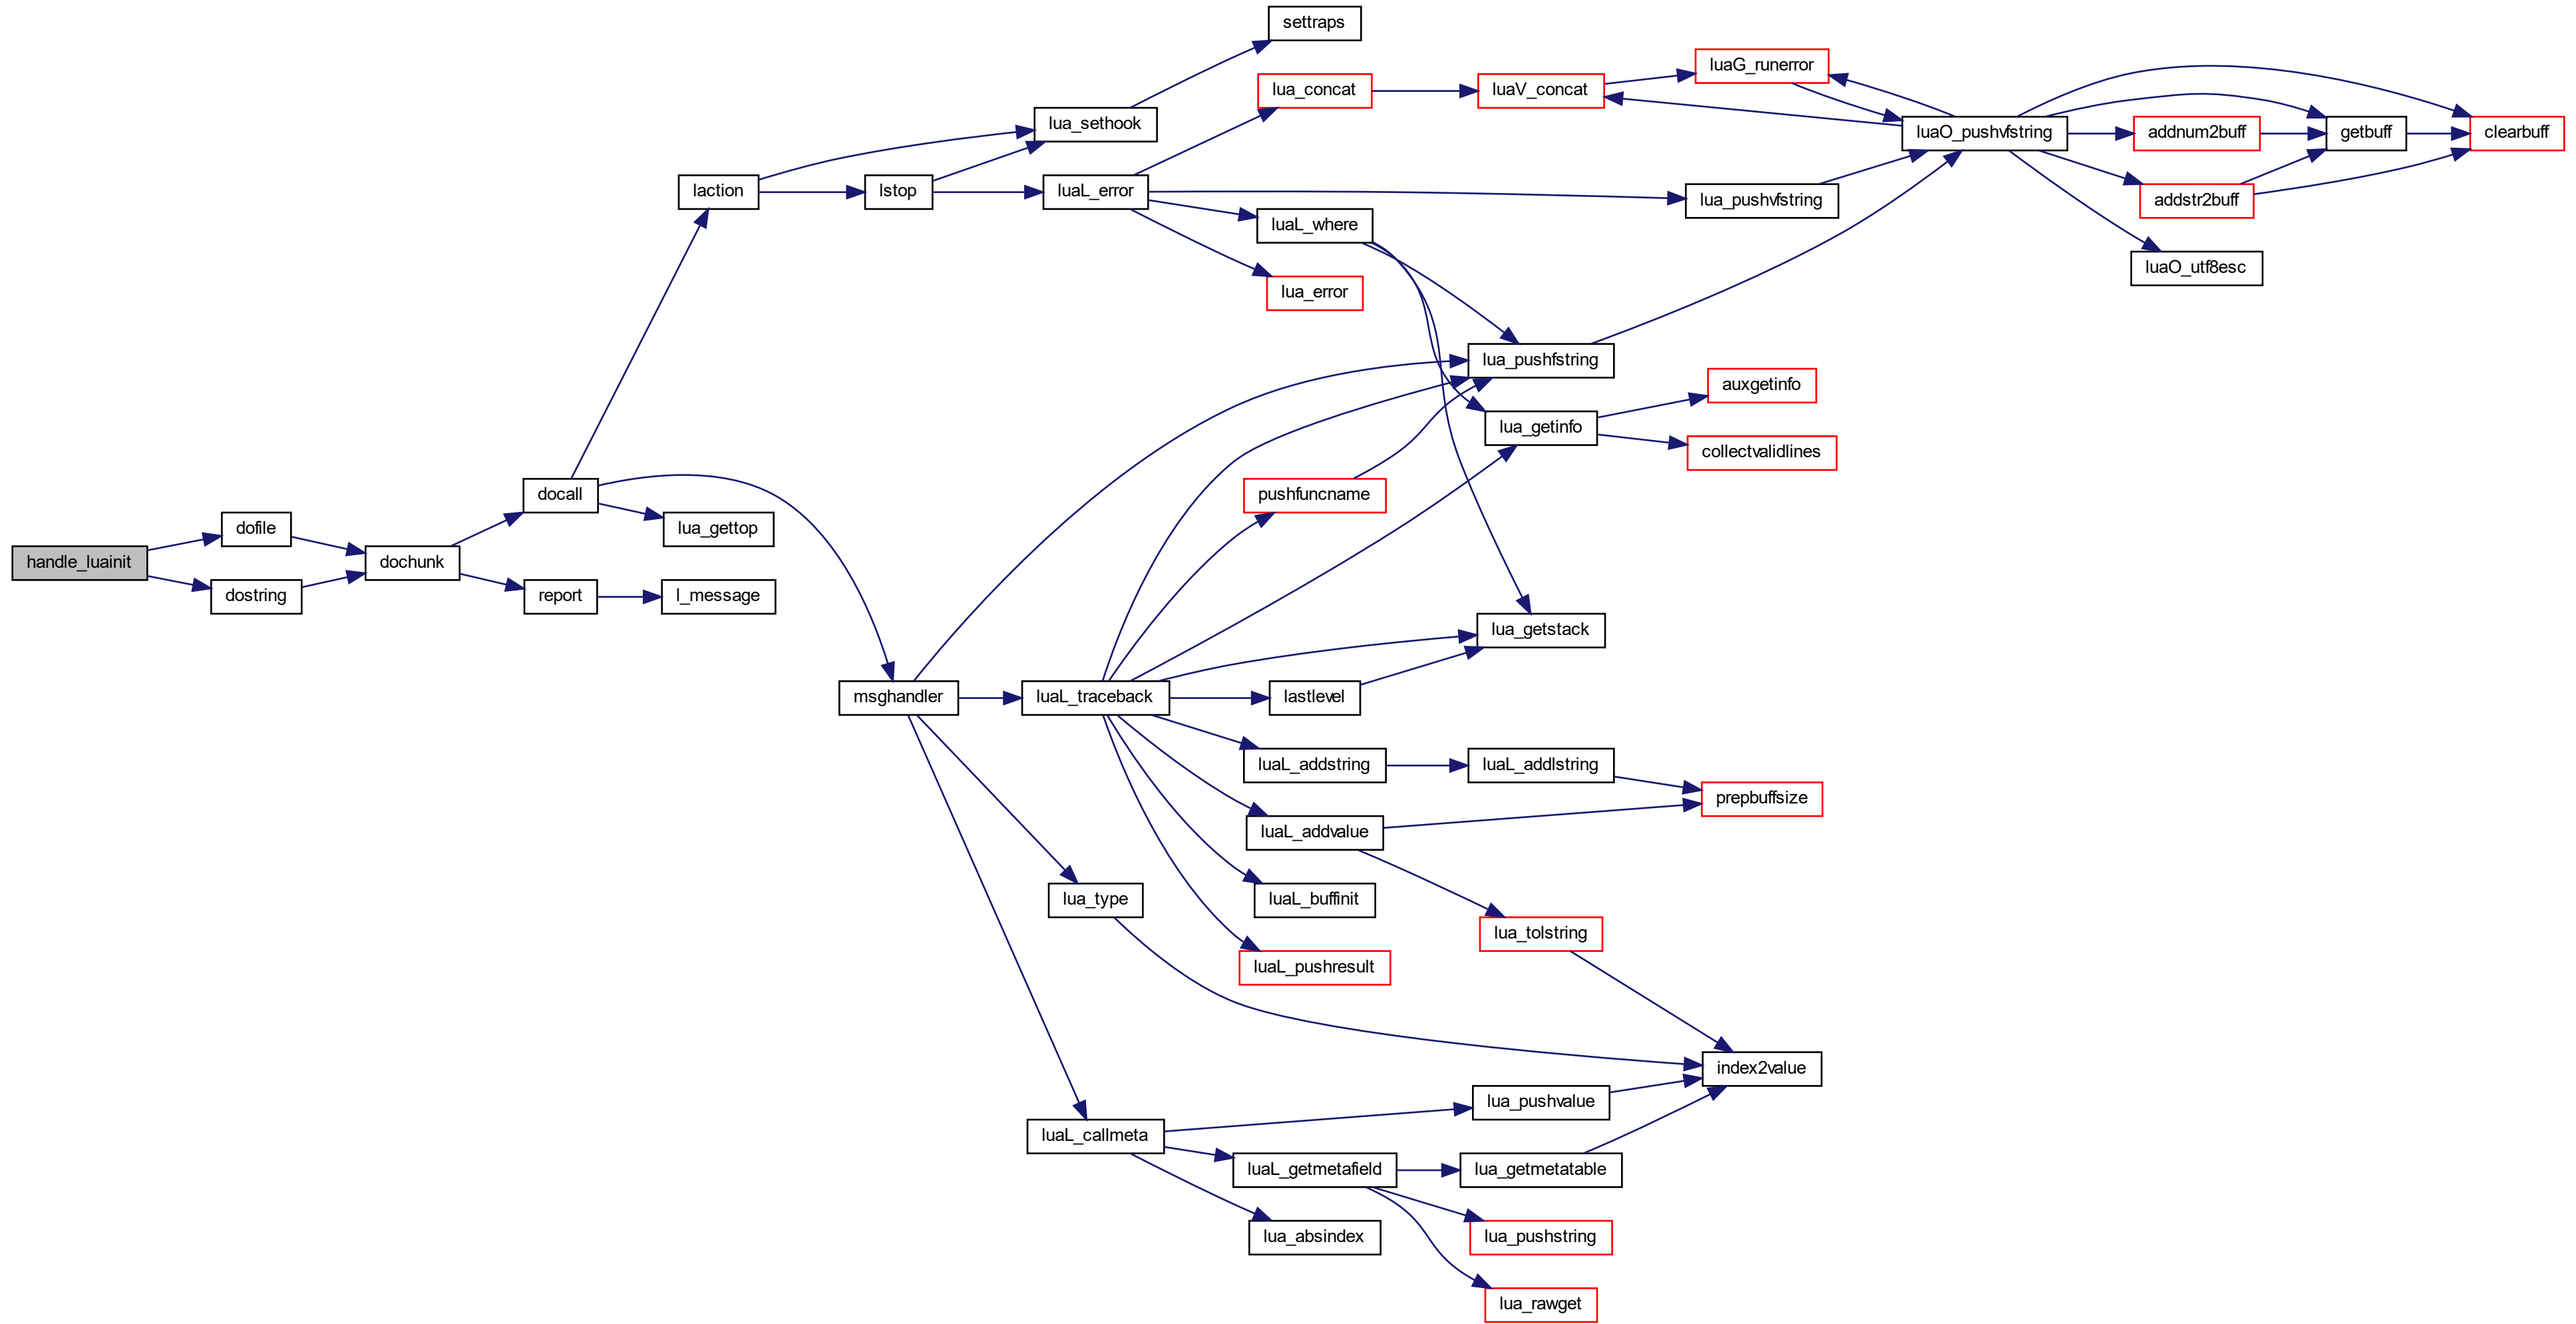 handle_luainit
dofile
dostring
dochunk
docall
report
laction
lua_gettop
l_message
msghandler
lstop
lua_sethook
luaL_error
luaL_traceback
lua_type
luaL_callmeta
settraps
lua_concat
luaL_where
lua_error
pushfuncname
lastlevel
luaL_addstring
luaL_addvalue
luaL_buffinit
luaL_pushresult
luaL_getmetafield
lua_absindex
luaV_concat
lua_pushfstring
lua_getinfo
lua_getstack
luaL_addlstring
lua_tolstring
lua_pushvalue
lua_getmetatable
lua_pushstring
lua_rawget
luaG_runerror
lua_pushvfstring
auxgetinfo
collectvalidlines
prepbuffsize
index2value
luaO_pushvfstring
addnum2buff
addstr2buff
luaO_utf8esc
getbuff
clearbuff